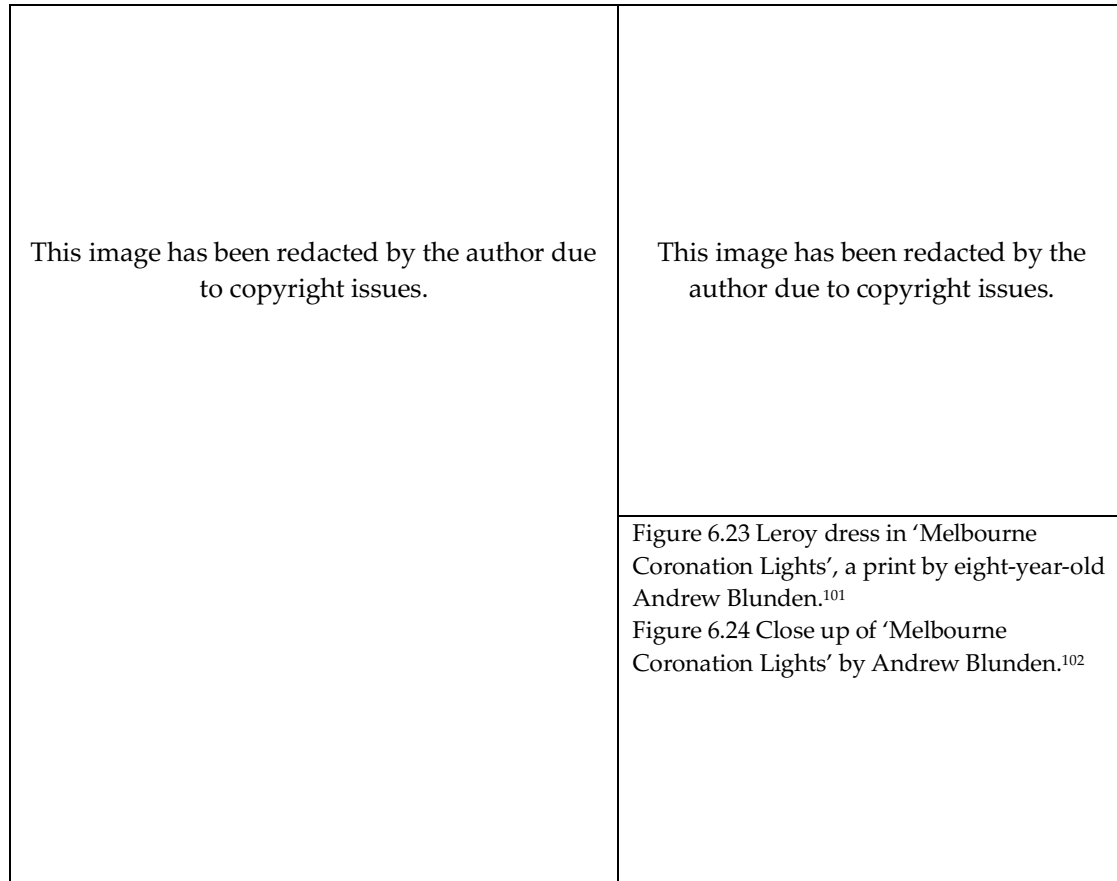 This image has been redacted by the author due
to copyright issues.
This image has been redacted by the
author due to copyright issues.
Figure 6.23 Leroy dress in ‘Melbourne
Coronation Lights’, a print by eight-year-old
Andrew Blunden.¹⁰¹
Figure 6.24 Close up of ‘Melbourne
Coronation Lights’ by Andrew Blunden.¹⁰²